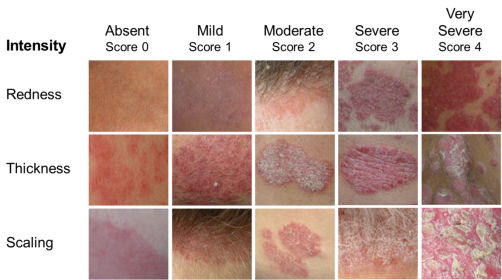 Intensity
Absent
Score 0
Mild
Score 1
Moderate
Score 2
Severe
Score 3
Very
Severe
Score 4
Redness
Thickness
Scaling